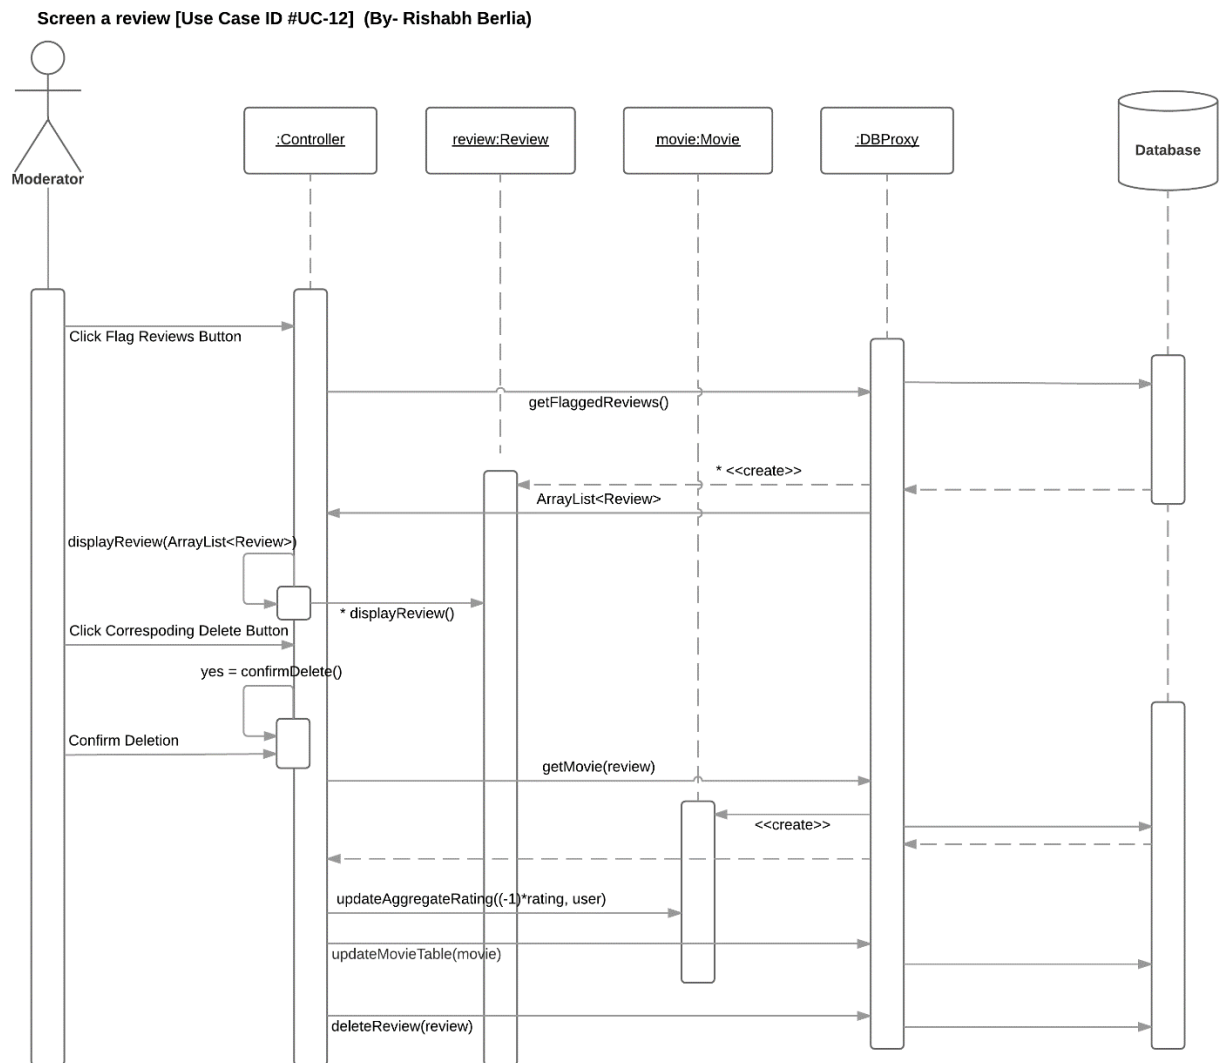 Screen a review [Use Case ID #UC-12]  (By- Rishabh Berlia)
Moderator
:Controller
review:Review
movie:Movie
:DBProxy
Database
Click Flag Reviews Button
getFlaggedReviews()
* <<create>>
ArrayList<Review>
displayReview(ArrayList<Review>)
* displayReview()
Click Correspoding Delete Button
yes = confirmDelete()
Confirm Deletion
getMovie(review)
<<create>>
updateAggregateRating((-1)*rating, user)
updateMovieTable(movie)
deleteReview(review)